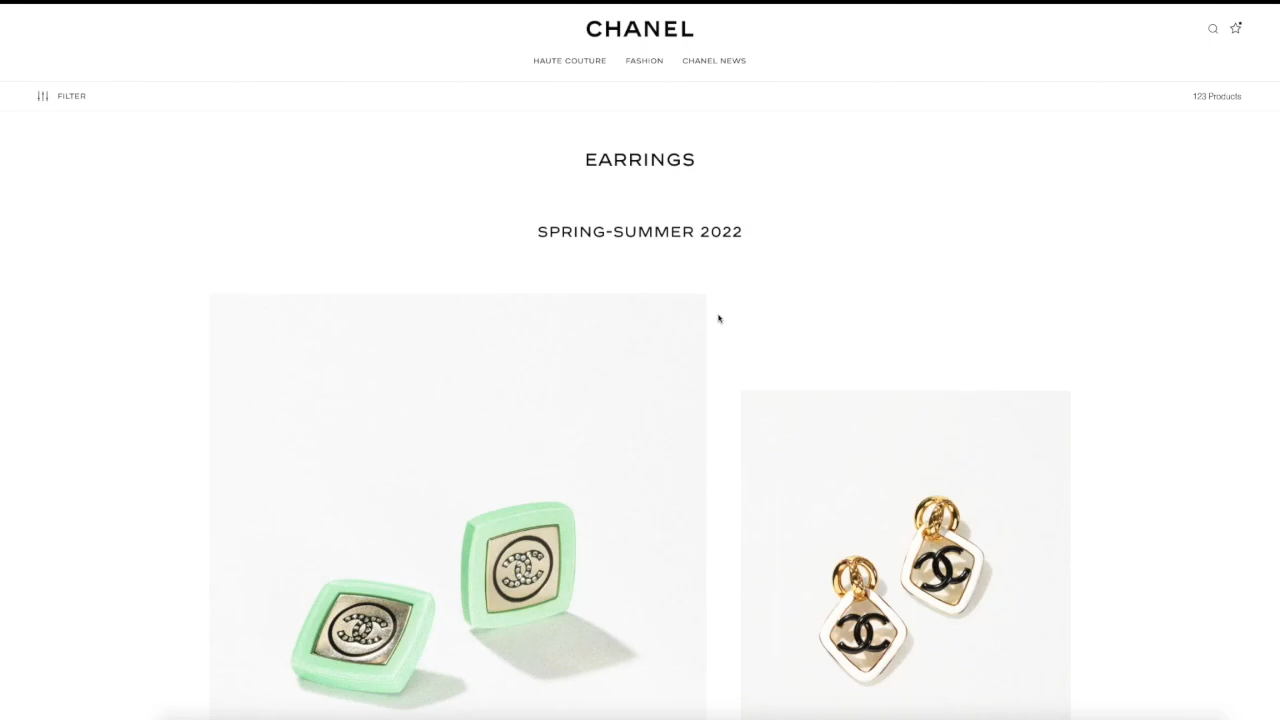 CHANEL
HAUTE COUTURE FASHION CHANEL NEWS
FILTER 123 Products
EARRINGS
SPRING-SUMMER 2022